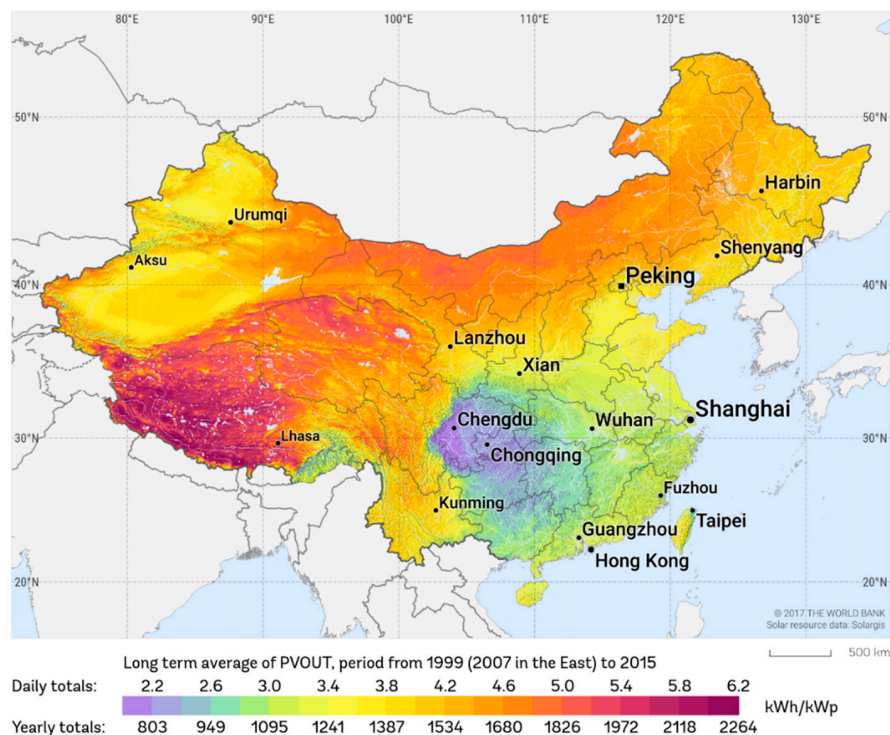 80°E 90°E 100°E 110°E 120°E 130°E
50°N 50°N
Harbin
Urumqi
Shenyang
Aksu
Peking
40°N 40°N
Lanzhou
Xian
Shanghai
Chengdu
Wuhan
30°N 30°N
Lhasa
Chongqing
Fuzhou
Kunming
Taipei
Guangzhou
Hong Kong
20°N 20°N
© 2017 THE WORLD BANK
Solar resource data: Solargis
500 km
Long term average of PVOUT, period from 1999 (2007 in the East) to 2015
Daily totals: 2.2 2.6 3.0 3.4 3.8 4.2 4.6 5.0 5.4 5.8 6.2
kWh/kWp
Yearly totals: 803 949 1095 1241 1387 1534 1680 1826 1972 2118 2264